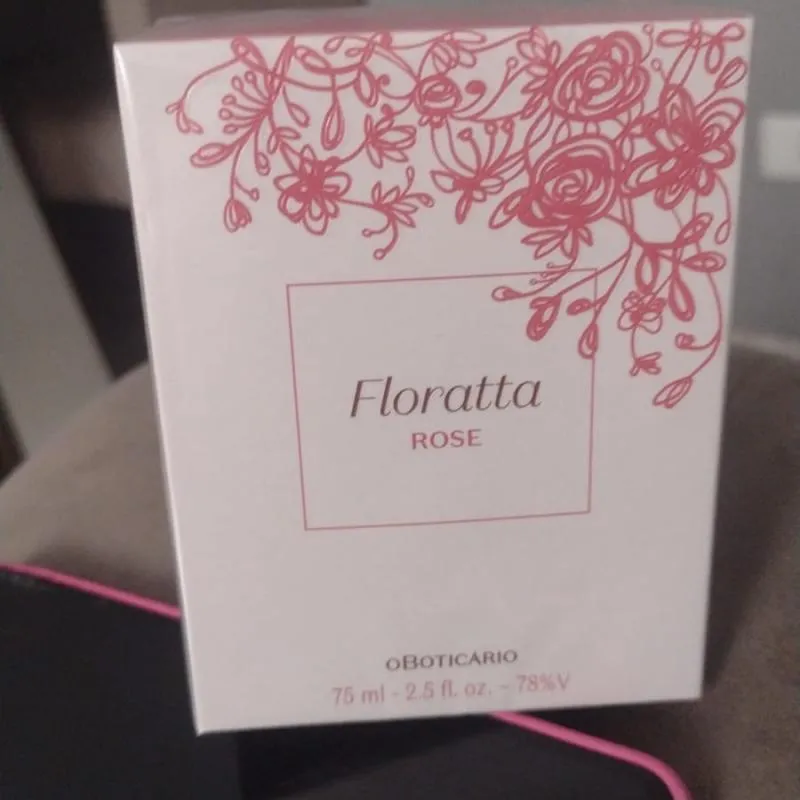 Floratta
ROSE
oBOTICÁRIO
75 ml - 2.5 fl. oz. - 78%V